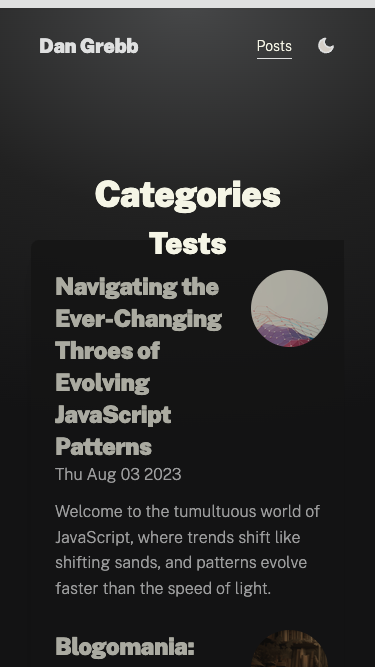 Dan Grebb
Posts
Categories
Tests
Navigating the
Ever-Changing
Throes of
Evolving
JavaScript
Patterns
Thu Aug 03 2023
Welcome to the tumultuous world of
JavaScript, where trends shift like
shifting sands, and patterns evolve
faster than the speed of light.
Blogomania: